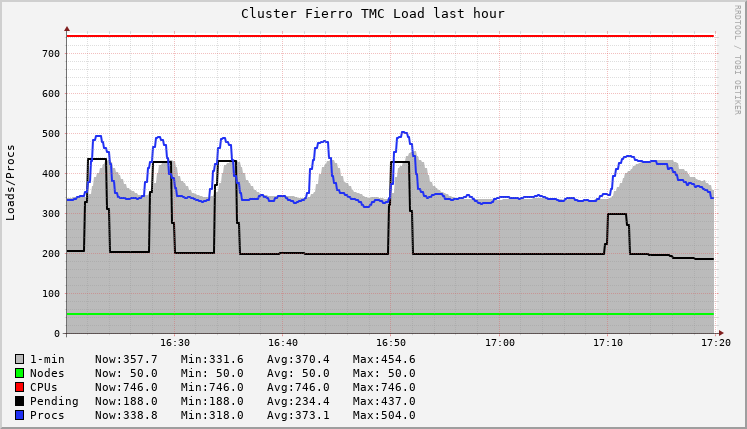 Cluster Fierro TMC Load last hour
RRDTOOL / TOBI OETIKER
Loads/Procs
700
600
500
400
300
200
100
0
16:30 16:40 16:50 17:00 17:10 17:20
1-min Now:357.7 Min:331.6 Avg:370.4 Max:454.6
Nodes Now: 50.0 Min: 50.0 Avg: 50.0 Max: 50.0
CPUs Now:746.0 Min:746.0 Avg:746.0 Max:746.0
Pending Now:188.0 Min:188.0 Avg:234.4 Max:437.0
Procs Now:338.8 Min:318.0 Avg:373.1 Max:504.0